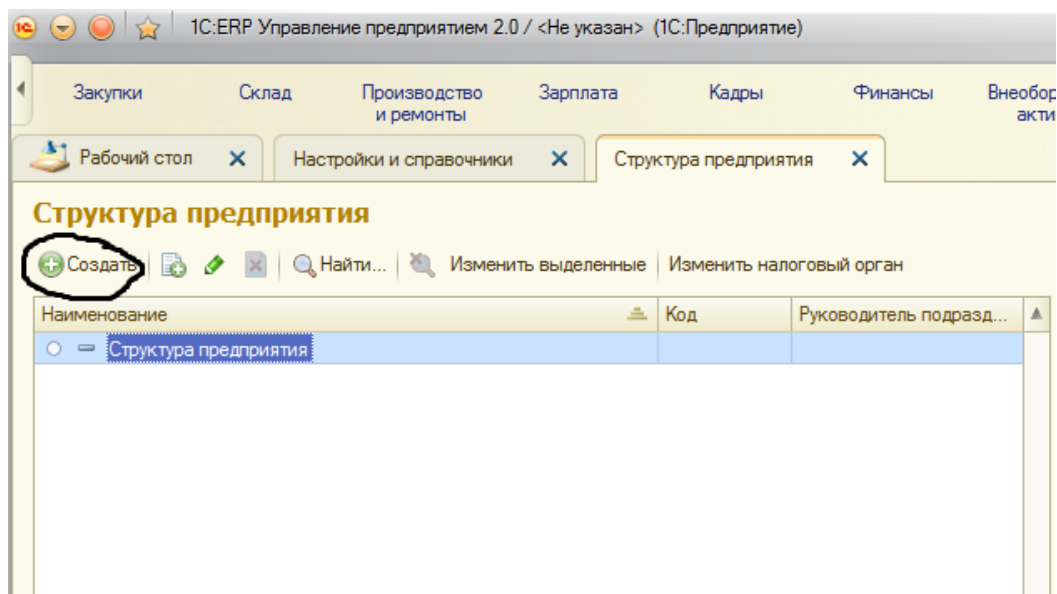 1С:ERP Управление предприятием 2.0 / <Не указан> (1С:Предприятие)
Закупки Склад Производство и ремонты Зарплата Кадры Финансы Внеобор акти
Рабочий стол Настройки и справочники Структура предприятия
Структура предприятия
Создать Найти... Изменить выделенные Изменить налоговый орган
Наименование Код Руководитель подразд...
Структура предприятия